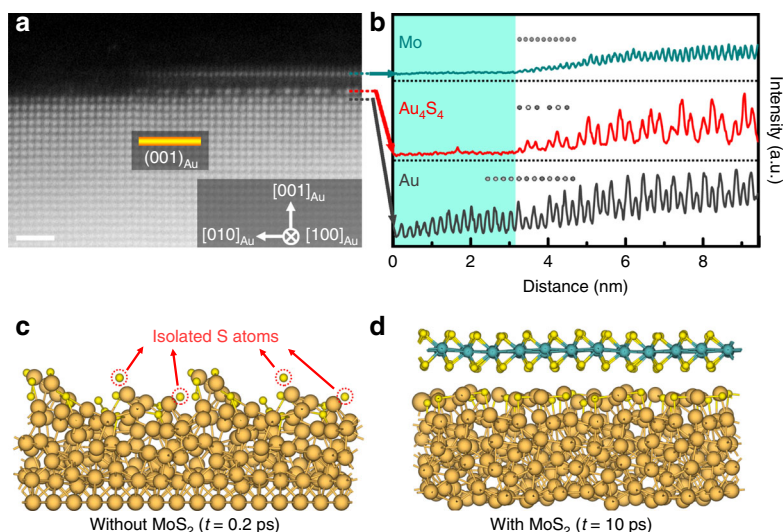 a
(001)Au
[001]Au
[010]Au
[100]Au
b
Mo
Au4S4
Au
Intensity (a.u.)
0 2 4 6 8
Distance (nm)
c
Isolated S atoms
Without MoS2 (t = 0.2 ps)
d
With MoS2 (t = 10 ps)